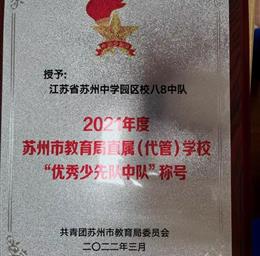 授予：
江苏省苏州中学园区校八8中队
2021年度
苏州市教育局直属（代管）学校
“优秀少先队中队”称号
共青团苏州市教育局委员会
二〇二二年三月